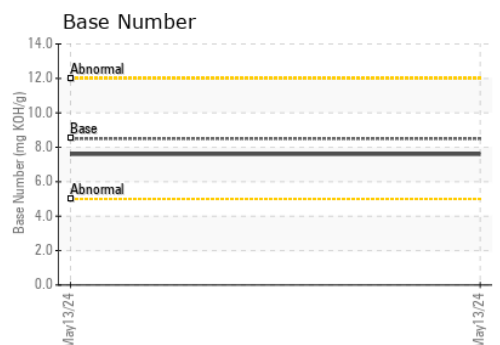 Base Number
14.0
Abnormal
12.0
10.0
Base
8.0
Abnormal
6.0
4.0
2.0
0.0
Base Number (mg KOH/g)
May13/24
May13/24